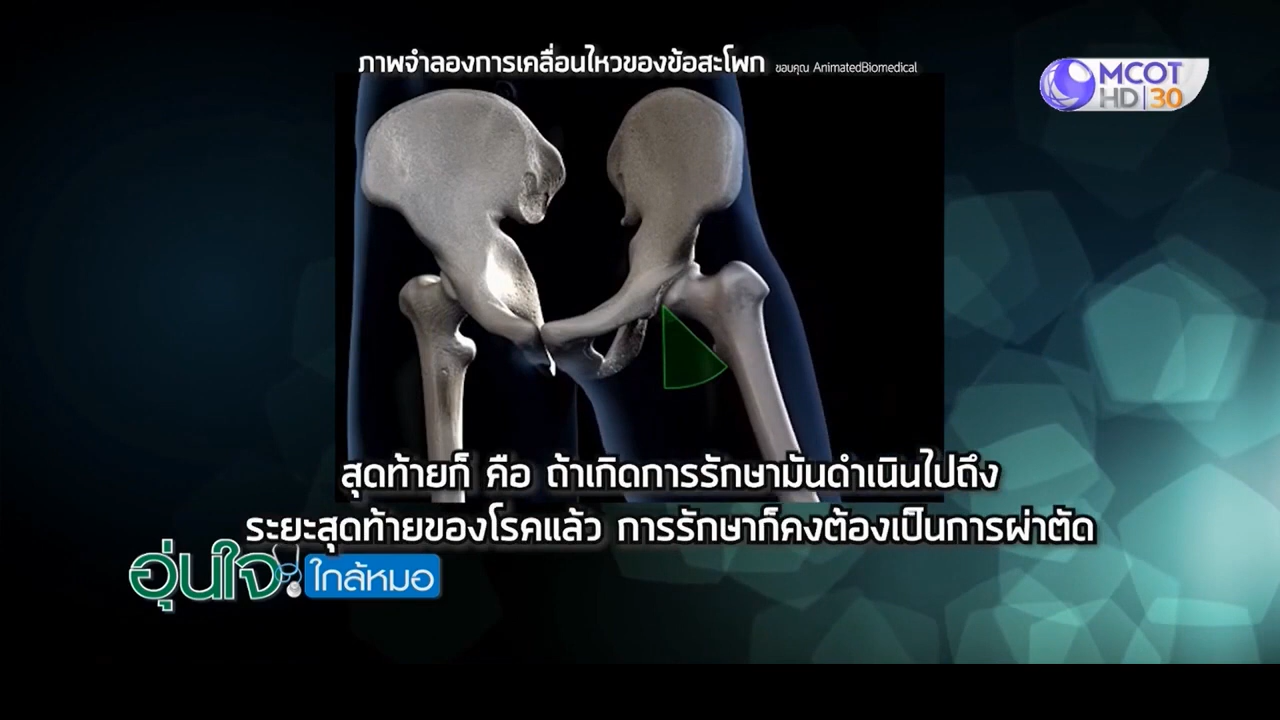 ภาพจำลองการเคลื่อนไหวของข้อสะโพก ขอบคุณ AnimatedBiomedical
MCOT
HD 30
สุดท้ายก็ คือ ถ้าเกิดการรักษามันดำเนินไปถึง
ระยะสุดท้ายของโรคแล้ว การรักษาก็คงต้องเป็นการผ่าตัด
อุ่นใจ ใกล้หมอ